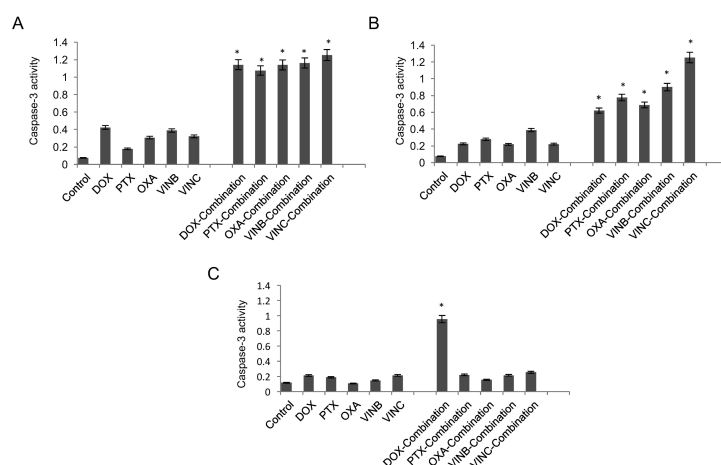 A
Caspase-3 activity
1.4
1.2
1
0.8
0.6
0.4
0.2
0
* * * * *
Control
DOX
PTX
OXA
VINB
VINC
DOX-Combination
PTX-Combination
OXA-Combination
VINB-Combination
VINC-Combination
B
Caspase-3 activity
1.4
1.2
1
0.8
0.6
0.4
0.2
0
* * * * *
Control
DOX
PTX
OXA
VINB
VINC
DOX-Combination
PTX-Combination
OXA-Combination
VINB-Combination
VINC-Combination
C
Caspase-3 activity
1.4
1.2
1
0.8
0.6
0.4
0.2
0
*
Control
DOX
PTX
OXA
VINB
VINC
DOX-Combination
PTX-Combination
OXA-Combination
VINB-Combination
VINC-Combination